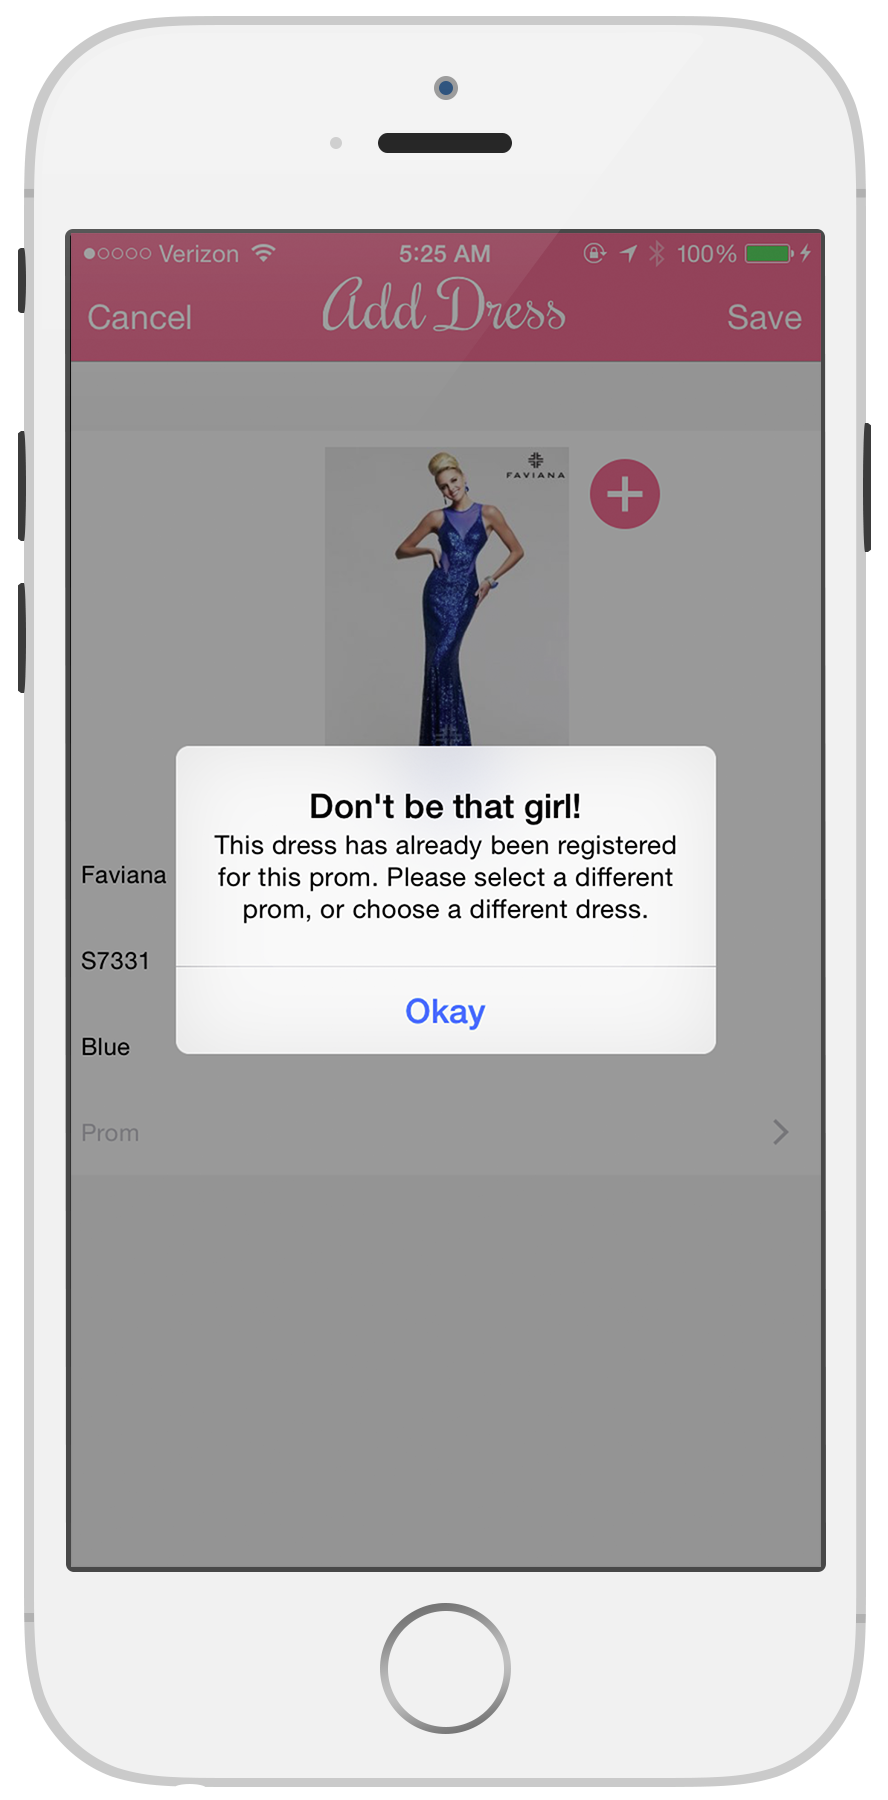 Verizon 5:25 AM 100%
Cancel Add Dress Save
FAVIANA
Don't be that girl!
This dress has already been registered
for this prom. Please select a different
prom, or choose a different dress.
Okay
Faviana
S7331
Blue
Prom